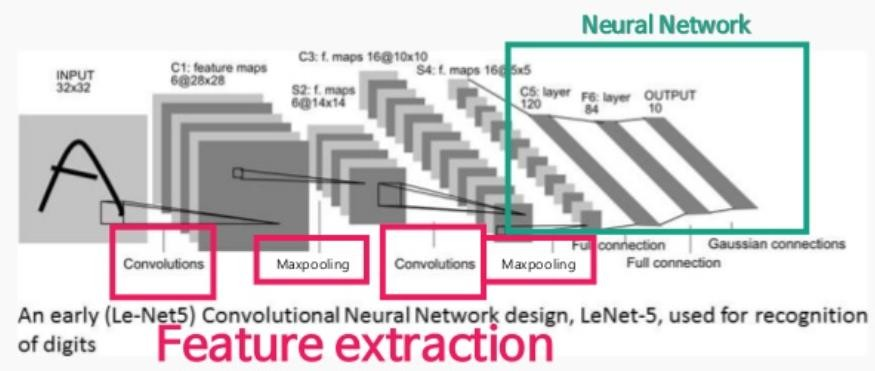 Neural Network
INPUT
32x32
C1: feature maps
6@28x28
C3: f. maps 16@10x10
S2: f. maps
6@14x14
S4: f. maps 16@5x5
C5: layer
120
F6: layer
84
OUTPUT
10
A
Convolutions
Maxpooling
Convolutions
Maxpooling
Full connection
Full connection
Gaussian connections
An early (Le-Net5) Convolutional Neural Network design, LeNet-5, used for recognition
of digits
Feature extraction